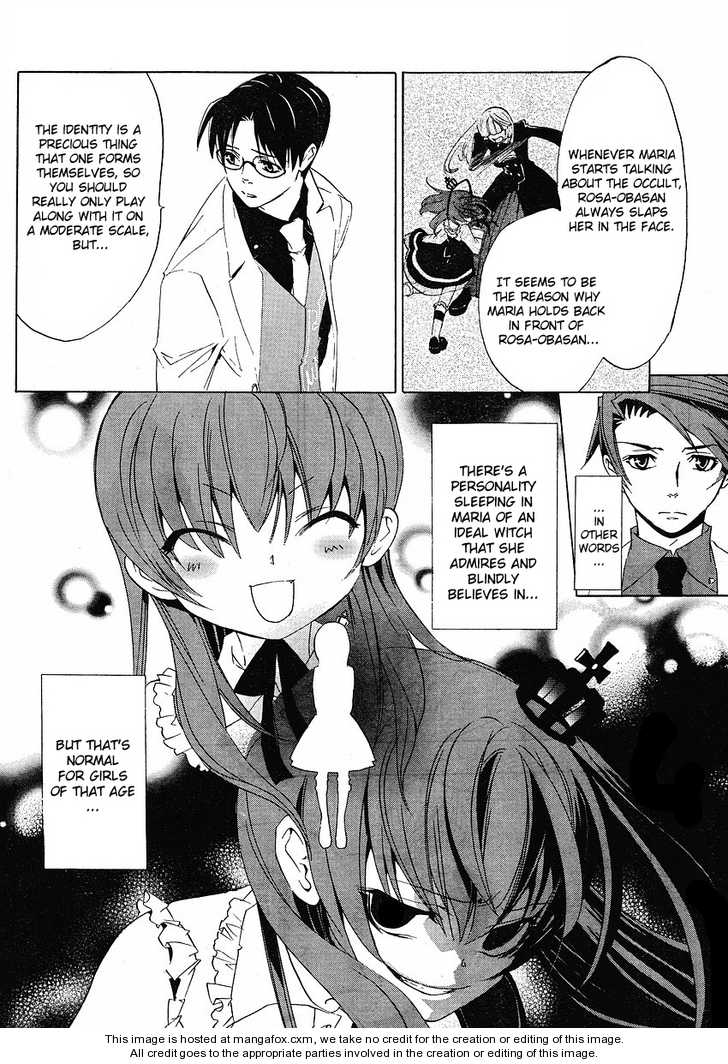 WHENEVER MARIA
STARTS TALKING
ABOUT THE OCCULT,
ROSA-OBASAN
ALWAYS SLAPS
HER IN THE FACE.
IT SEEMS TO BE
THE REASON WHY
MARIA HOLDS BACK
IN FRONT OF
ROSA-OBASAN...
THE IDENTITY IS A
PRECIOUS THING
THAT ONE FORMS
THEMSELVES, SO
YOU SHOULD
REALLY ONLY PLAY
ALONG WITH IT ON
A MODERATE SCALE,
BUT...
...
IN
OTHER
WORDS
...
THERE'S A
PERSONALITY
SLEEPING IN
MARIA OF AN
IDEAL WITCH
THAT SHE
ADMIRES AND
BLINDLY
BELIEVES IN...
BUT THAT'S
NORMAL
FOR GIRLS
OF THAT AGE
...
This image is hosted at mangafox.cxm, we take no credit for the creation or editing of this image.
All credit goes to the appropriate parties involved in the creation or editing of this image.